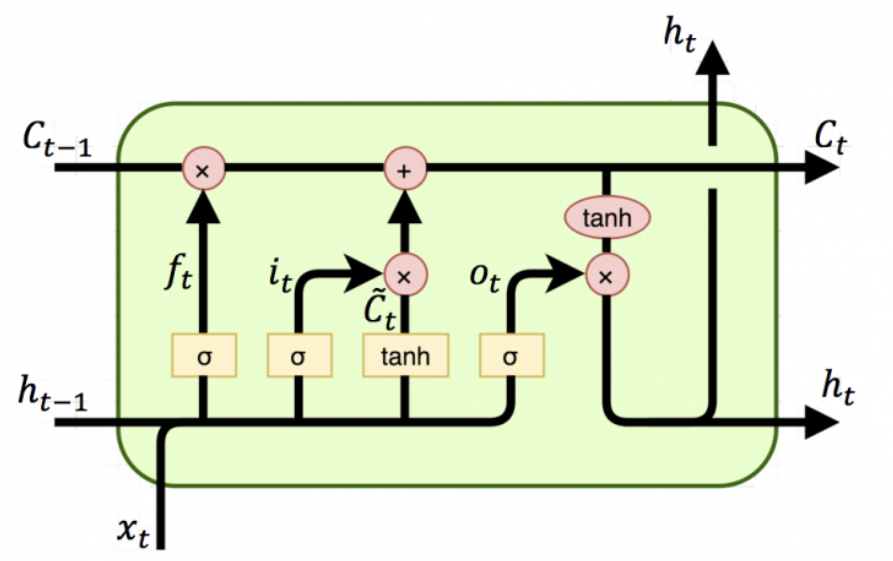 h_t
C_{t-1}
C_t
×
+
tanh
f_t
i_t
×
o_t
×
C̃_t
σ
σ
tanh
σ
h_{t-1}
h_t
x_t